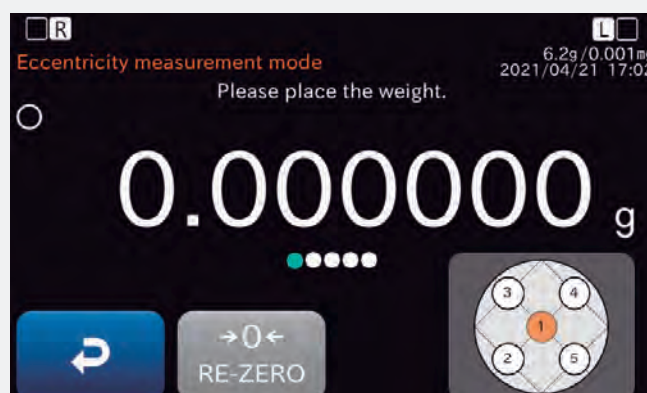 R L
Eccentricity measurement mode
6.2g/0.001m
2021/04/21 17:02
Please place the weight.
0.000000 g
3 4
1
2 5
→0←
RE-ZERO